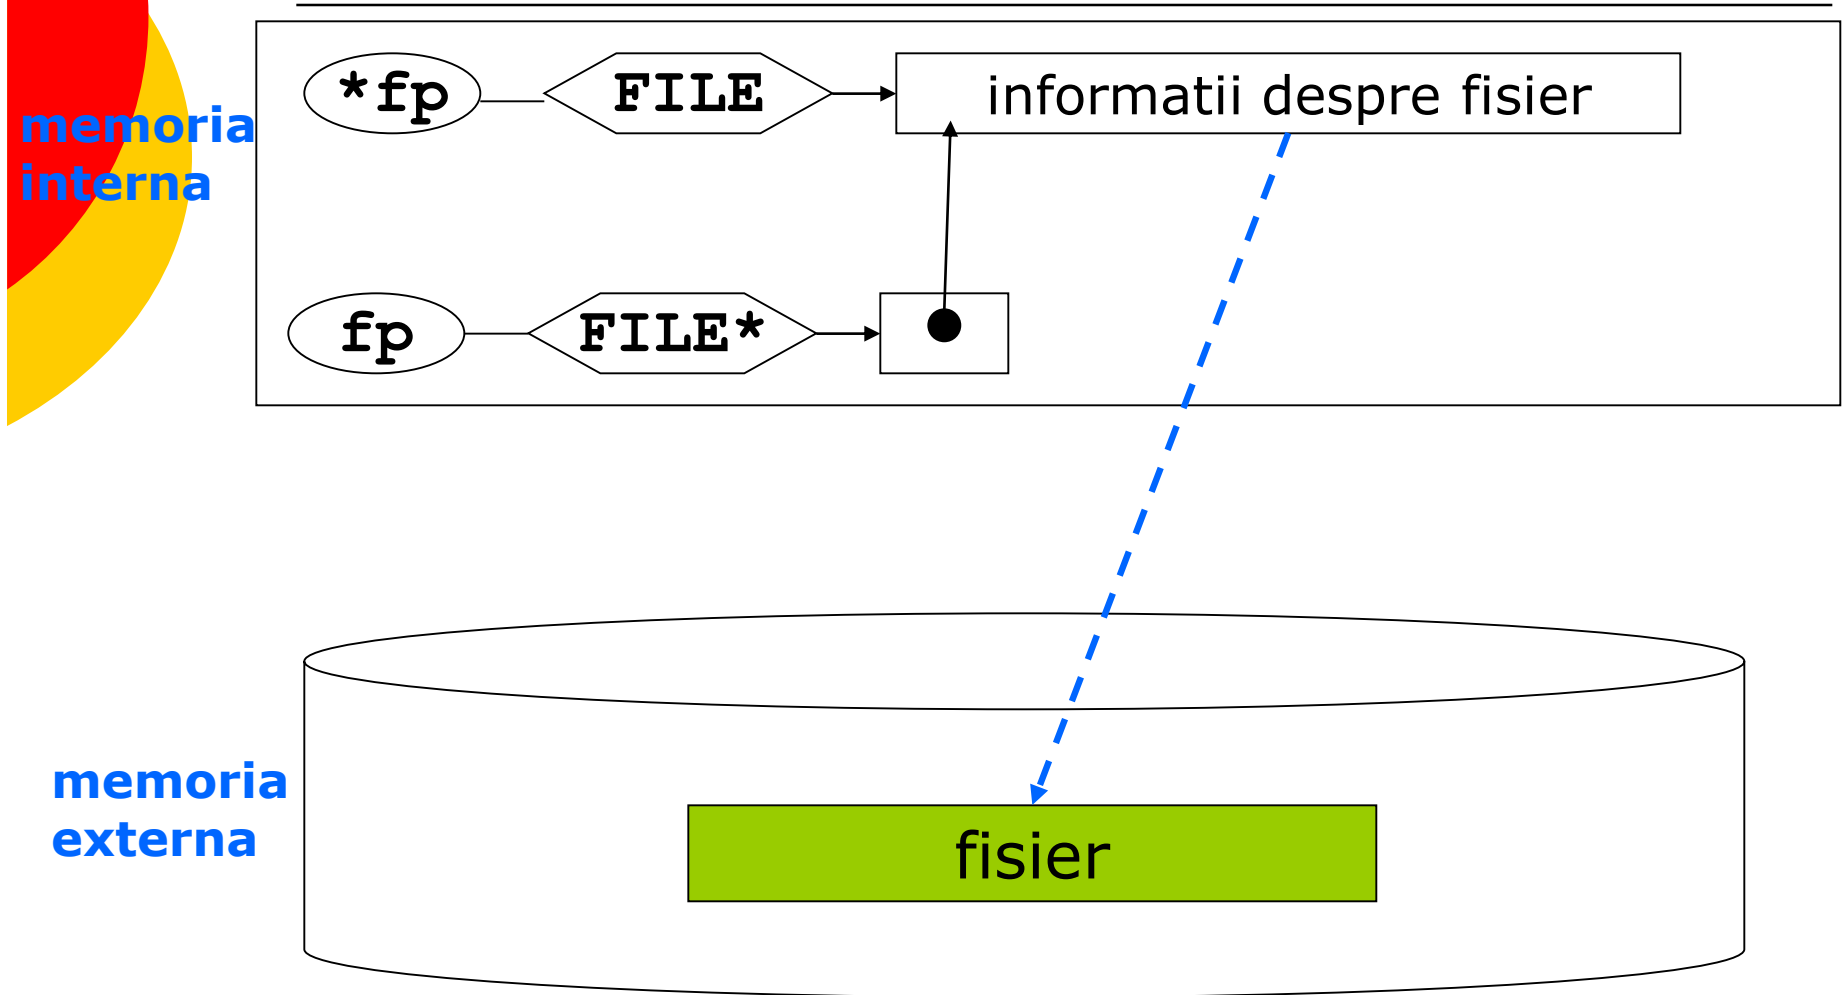 *fp FILE informatii despre fisier
memoria
interna
fp FILE*
memoria
externa
fisier